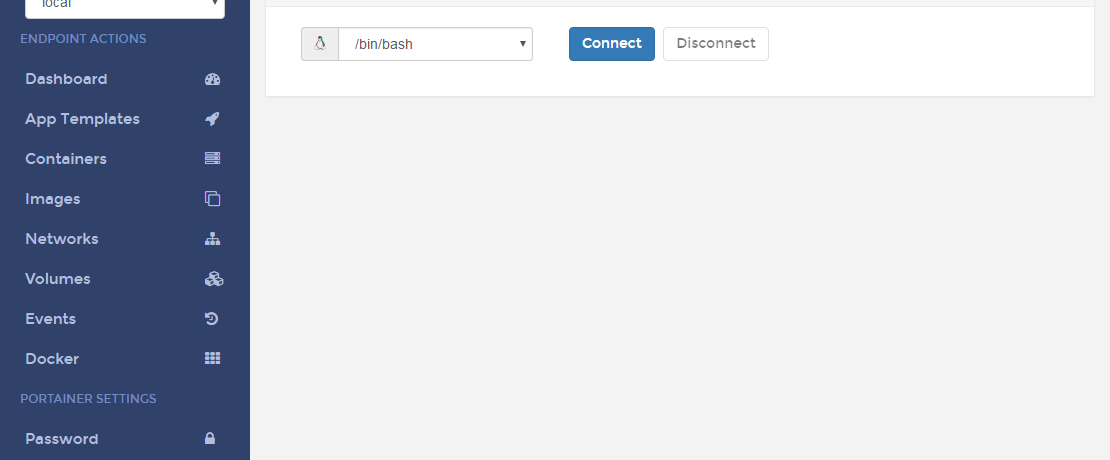 local
ENDPOINT ACTIONS
/bin/bash
Connect
Disconnect
Dashboard
App Templates
Containers
Images
Networks
Volumes
Events
Docker
PORTAINER SETTINGS
Password